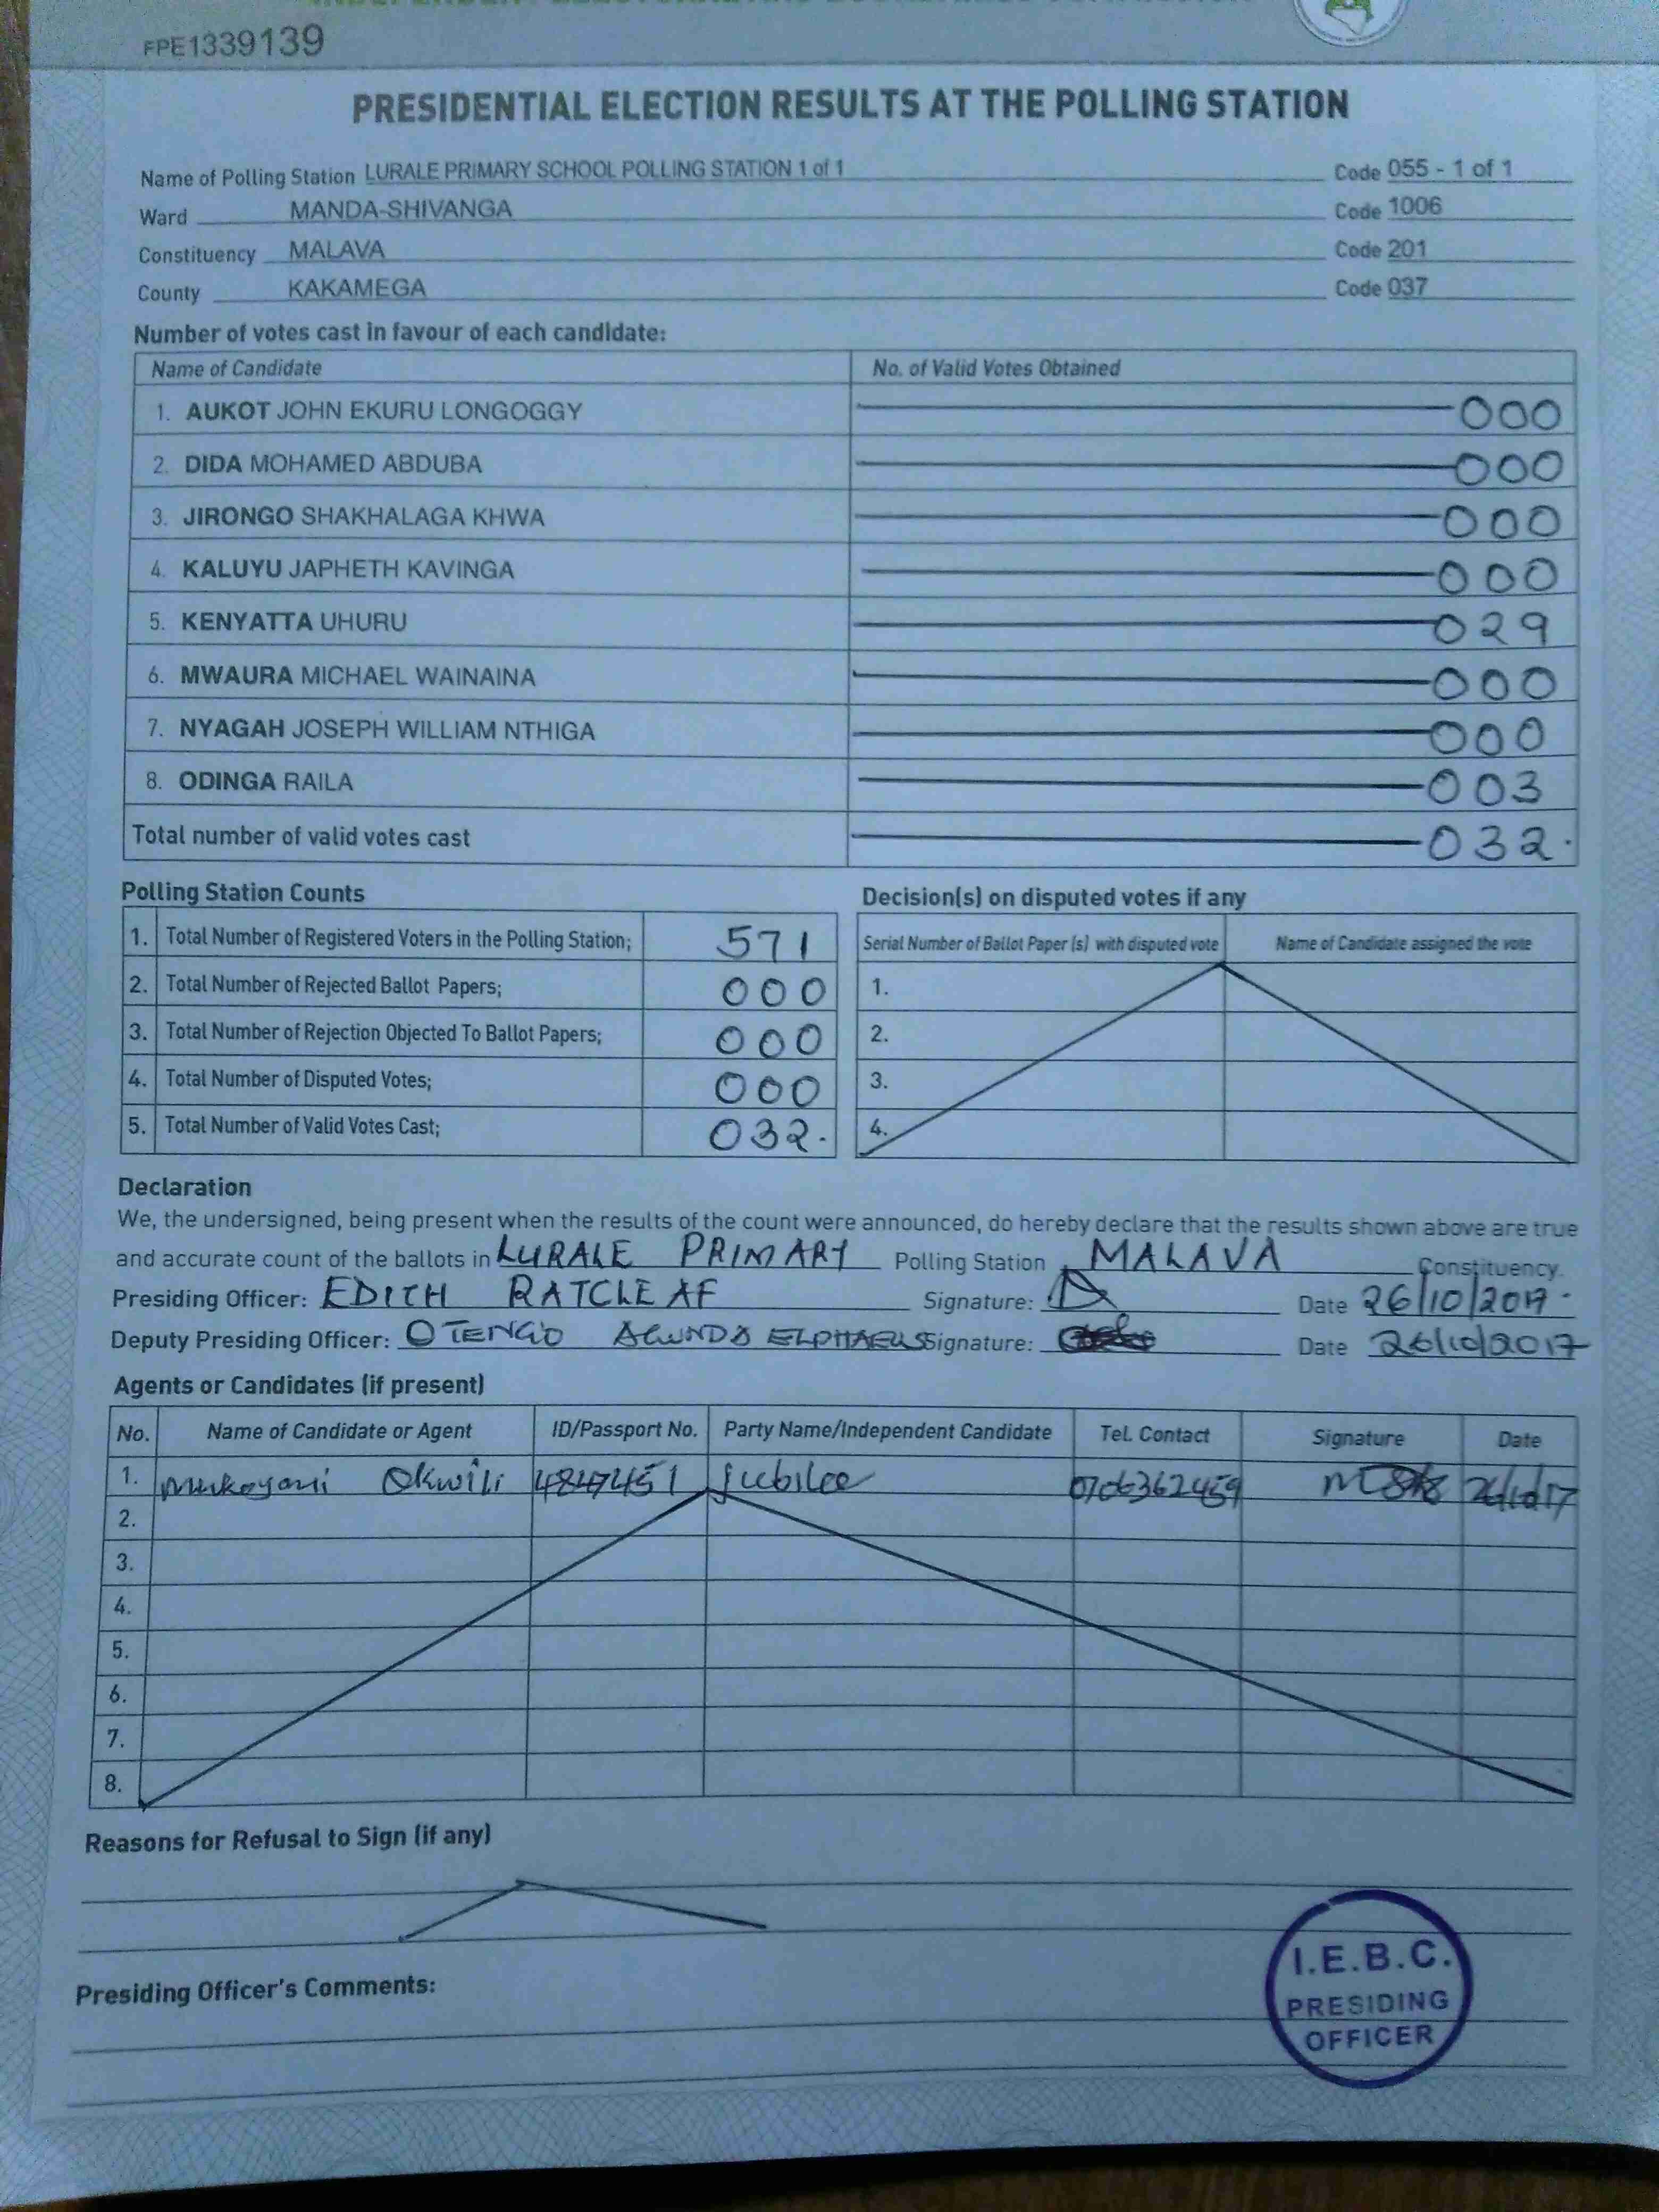 FPE1339139
PRESIDENTIAL ELECTION RESULTS AT THE POLLING STATION
Name of Polling Station LURALE PRIMARY SCHOOL POLLING STATION 1 of 1 Code 055 - 1 of 1
Ward MANDA-SHIVANGA Code 1006
Constituency MALAVA Code 201
County KAKAMEGA Code 037
Number of votes cast in favour of each candidate:
Name of Candidate No. of Valid Votes Obtained
1. AUKOT JOHN EKURU LONGOGGY 000
2. DIDA MOHAMED ABDUBA 000
3. JIRONGO SHAKHALAGA KHWA 000
4. KALUYU JAPHETH KAVINGA 000
5. KENYATTA UHURU 029
6. MWAURA MICHAEL WAINAINA 000
7. NYAGAH JOSEPH WILLIAM NTHIGA 000
8. ODINGA RAILA 003
Total number of valid votes cast 032.
Polling Station Counts
1. Total Number of Registered Voters in the Polling Station; 571
2. Total Number of Rejected Ballot Papers; 000
3. Total Number of Rejection Objected To Ballot Papers; 000
4. Total Number of Disputed Votes; 000
5. Total Number of Valid Votes Cast; 032.
Decision(s) on disputed votes if any
Serial Number of Ballot Paper (s) with disputed vote Name of Candidate assigned the vote
1.
2.
3.
4.
Declaration
We, the undersigned, being present when the results of the count were announced, do hereby declare that the results shown above are true
and accurate count of the ballots in LURALE PRIMARY Polling Station MALAVA Constituency.
Presiding Officer: EDITH RATCLEAF Signature: Date 26/10/2017.
Deputy Presiding Officer: OTENGO Signature: Date 26/10/2017
Agents or Candidates (if present)
No. Name of Candidate or Agent ID/Passport No. Party Name/Independent Candidate Tel. Contact Signature Date
1. Mukoyani Okwili 4847451 Jubilee 0706362459 26/10/17
2.
3.
4.
5.
6.
7.
8.
Reasons for Refusal to Sign (if any)
Presiding Officer's Comments:
I.E.B.C.
PRESIDING
OFFICER